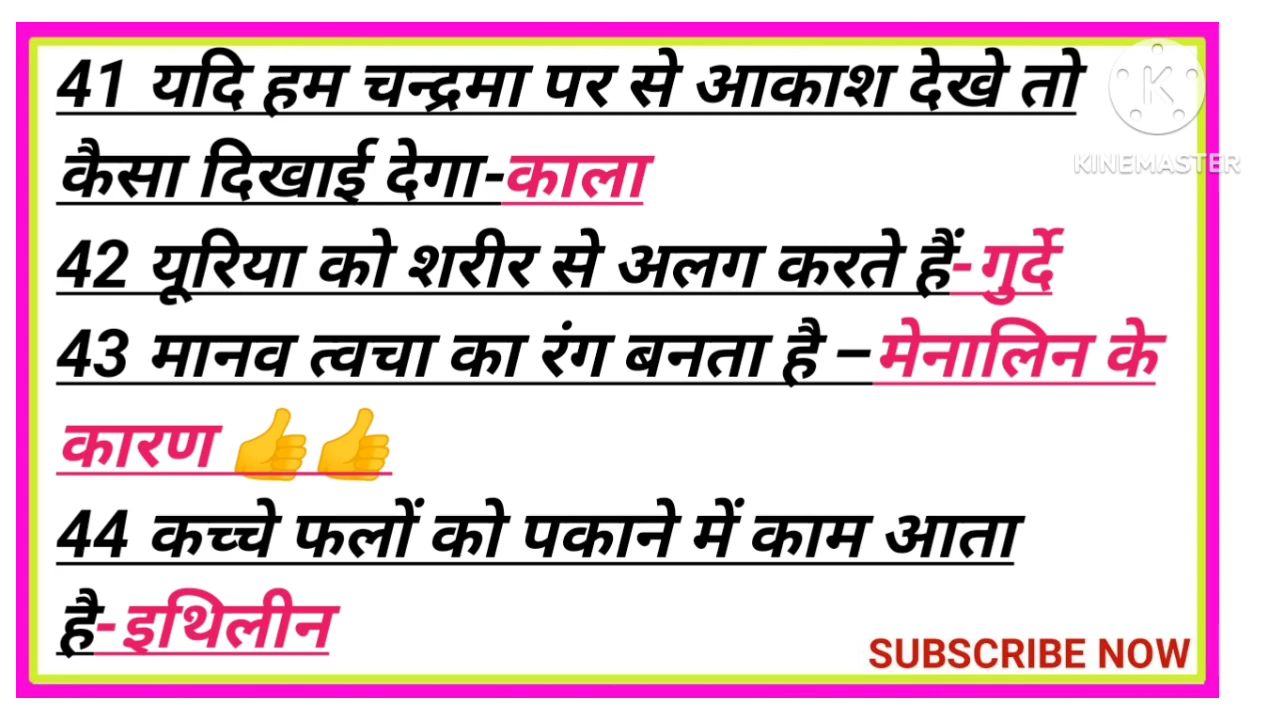 41 यदि हम चन्द्रमा पर से आकाश देखे तो
कैसा दिखाई देगा-काला
42 यूरिया को शरीर से अलग करते हैं-गुर्दे
43 मानव त्वचा का रंग बनता है –मेनालिन के
कारण 👍👍
44 कच्चे फलों को पकाने में काम आता
है-इथिलीन
SUBSCRIBE NOW
K
KINEMASTER